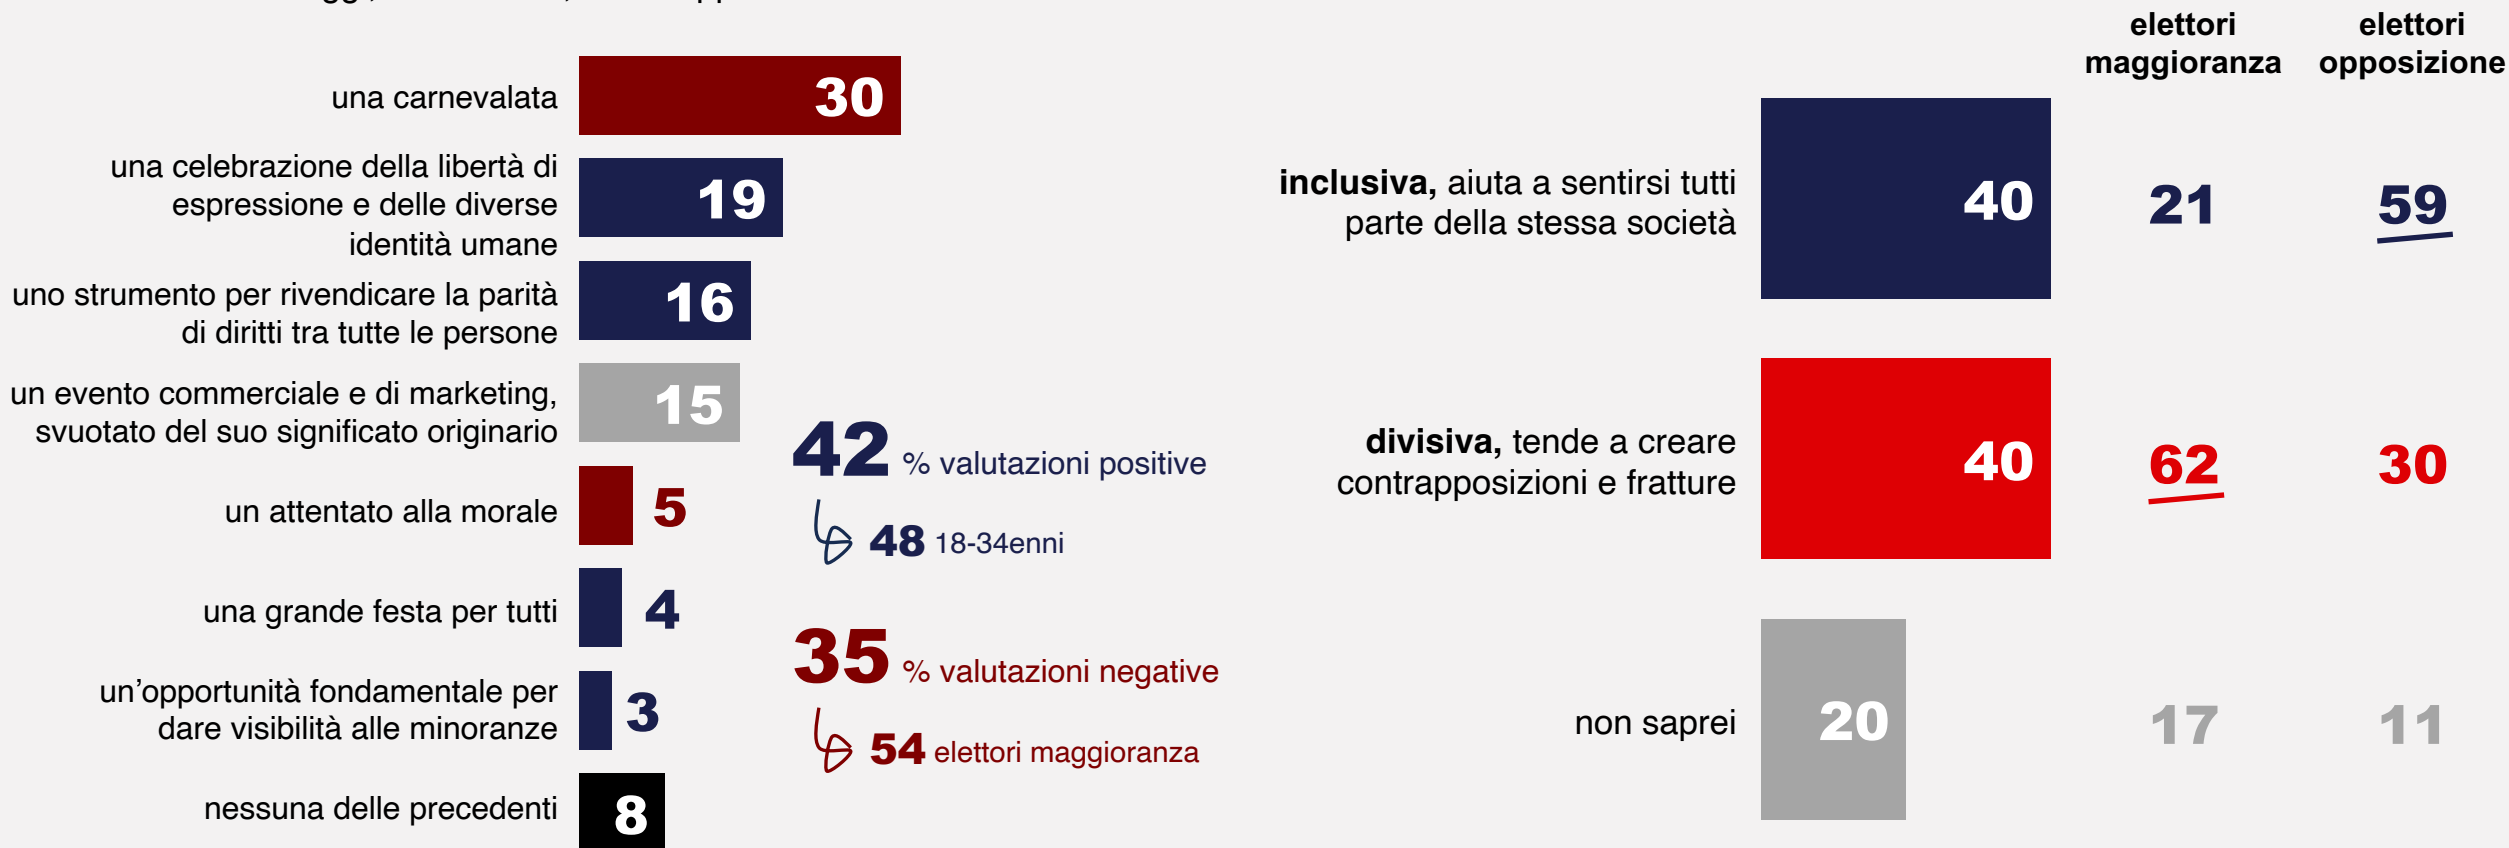 una carnevalata
30
una celebrazione della libertà di
espressione e delle diverse
identità umane
19
uno strumento per rivendicare la parità
di diritti tra tutte le persone
16
un evento commerciale e di marketing,
svuotato del suo significato originario
15
un attentato alla morale
5
una grande festa per tutti
4
un’opportunità fondamentale per
dare visibilità alle minoranze
3
nessuna delle precedenti
8
42 % valutazioni positive
48 18-34enni
35 % valutazioni negative
54 elettori maggioranza
elettori
maggioranza
elettori
opposizione
inclusiva, aiuta a sentirsi tutti
parte della stessa società
40
21
59
divisiva, tende a creare
contrapposizioni e fratture
40
62
30
non saprei
20
17
11